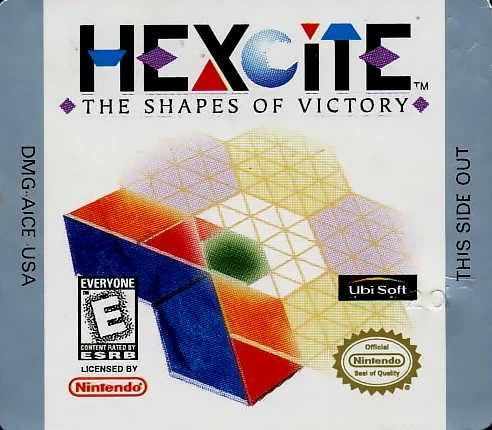 HEXCITE™
THE SHAPES OF VICTORY
DMG-AICE-USA
THIS SIDE OUT
EVERYONE
E
CONTENT RATED BY
ESRB
LICENSED BY
Nintendo®
Ubi Soft
Official
Nintendo
Seal of Quality